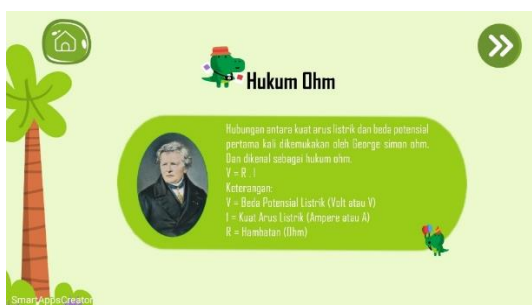 Hukum Ohm
Hubungan antara kuat arus listrik dan beda potensial
pertama kali dikemukakan oleh George simon ohm.
Dan dikenal sebagai hukum ohm.
V = R . I
Keterangan:
V = Beda Potensial Listrik (Volt atau V)
I = Kuat Arus Listrik (Ampere atau A)
R = Hambatan (Ohm)
SmartAppsCreator